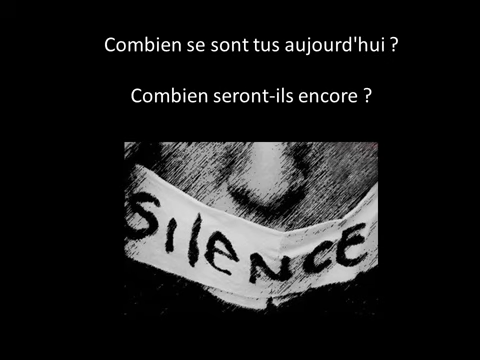 Combien se sont tus aujourd'hui ?
Combien seront-ils encore ?
SilENCE